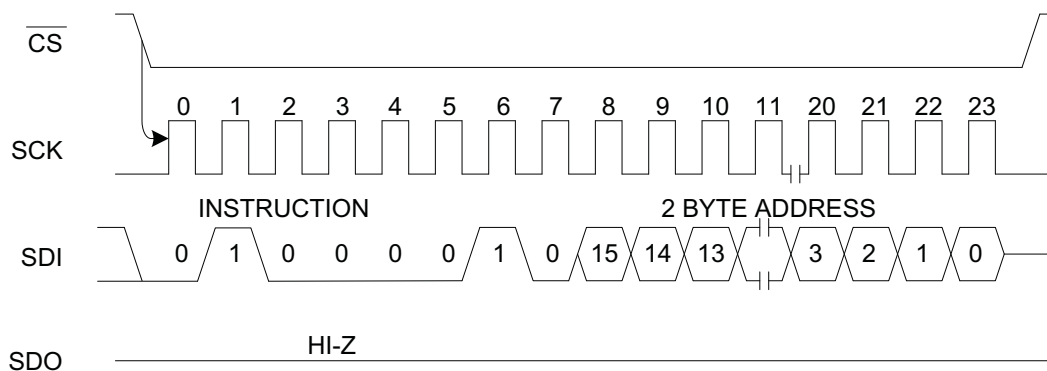 CS
0 1 2 3 4 5 6 7 8 9 10 11 20 21 22 23
SCK
INSTRUCTION 2 BYTE ADDRESS
SDI 0 1 0 0 0 0 1 0 15 14 13 3 2 1 0
HI-Z
SDO